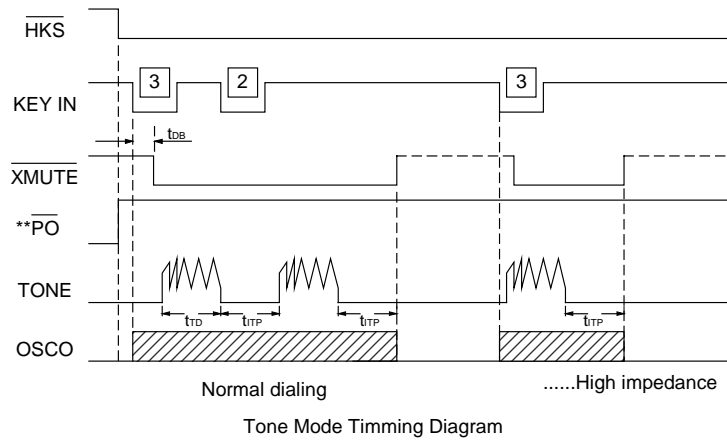 HKS
3 2 3
KEY IN
tDB
XMUTE
**PO
TONE
tTD tITP tITP tITP
OSCO
Normal dialing ......High impedance
Tone Mode Timming Diagram